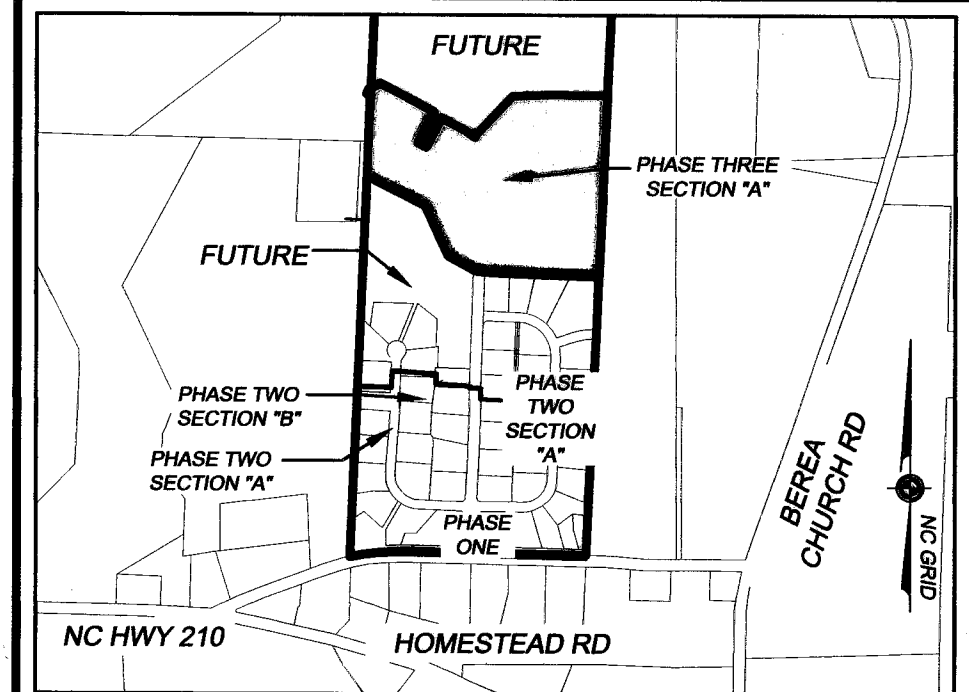 FUTURE
PHASE THREE
SECTION "A"
FUTURE
PHASE TWO
SECTION "B"
PHASE TWO
SECTION "A"
PHASE
TWO
SECTION
"A"
PHASE
ONE
BEREA
CHURCH RD
NC GRID
NC HWY 210
HOMESTEAD RD